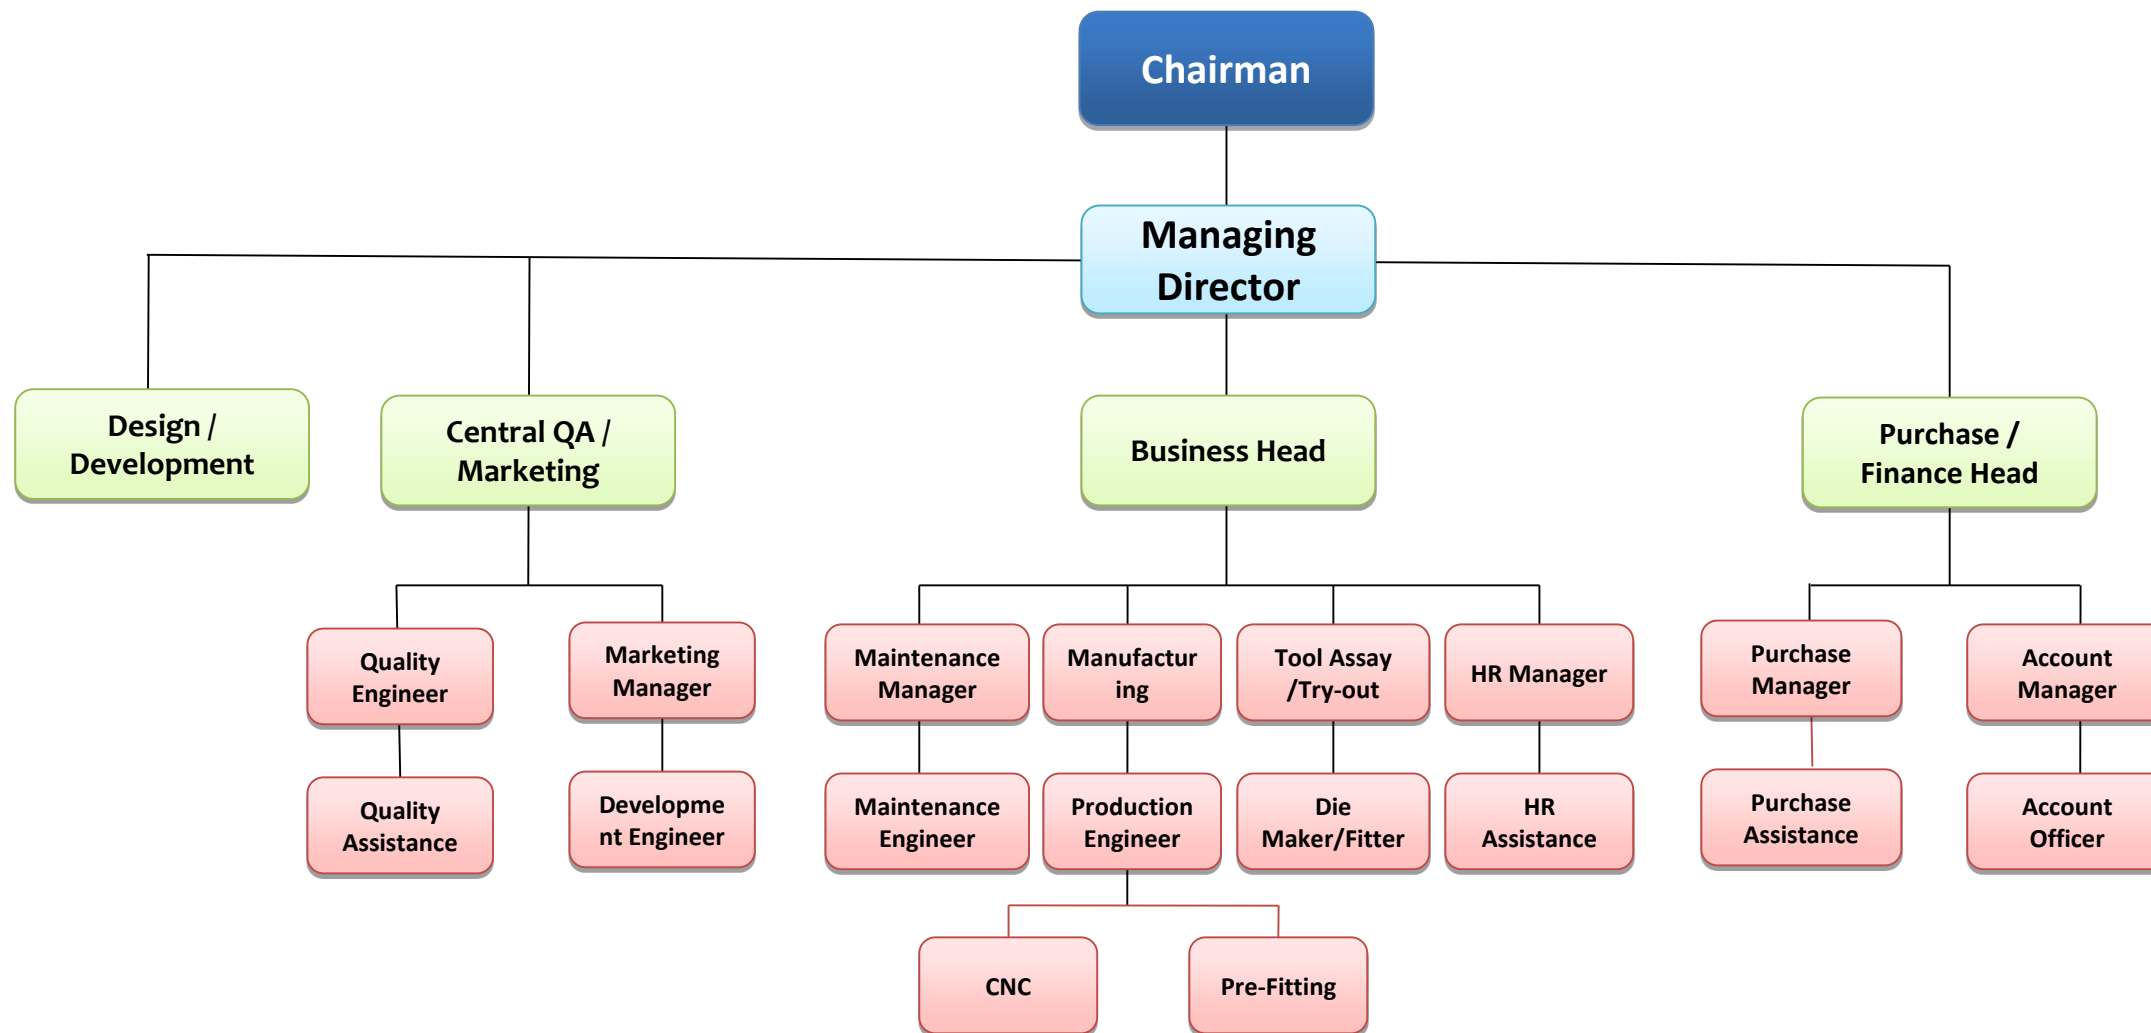 Chairman
Managing
Director
Design /
Development
Central QA /
Marketing
Business Head
Purchase /
Finance Head
Quality
Engineer
Marketing
Manager
Maintenance
Manager
Manufactur
ing
Tool Assay
/Try-out
HR Manager
Purchase
Manager
Account
Manager
Quality
Assistance
Developme
nt Engineer
Maintenance
Engineer
Production
Engineer
Die
Maker/Fitter
HR
Assistance
Purchase
Assistance
Account
Officer
CNC
Pre-Fitting